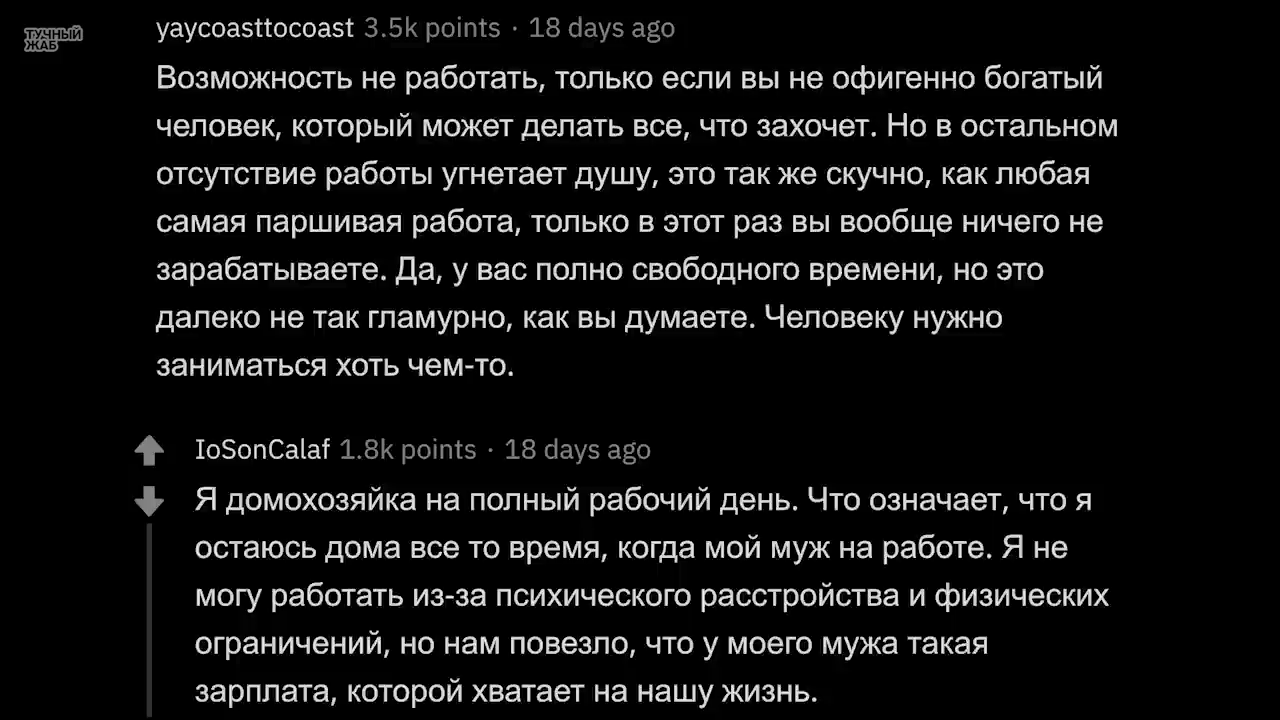 ТУЧНЫЙ
ЖАБ
yaycoasttocoast 3.5k points · 18 days ago
Возможность не работать, только если вы не офигенно богатый
человек, который может делать все, что захочет. Но в остальном
отсутствие работы угнетает душу, это так же скучно, как любая
самая паршивая работа, только в этот раз вы вообще ничего не
зарабатываете. Да, у вас полно свободного времени, но это
далеко не так гламурно, как вы думаете. Человеку нужно
заниматься хоть чем-то.
IoSonCalaf 1.8k points · 18 days ago
Я домохозяйка на полный рабочий день. Что означает, что я
остаюсь дома все то время, когда мой муж на работе. Я не
могу работать из-за психического расстройства и физических
ограничений, но нам повезло, что у моего мужа такая
зарплата, которой хватает на нашу жизнь.